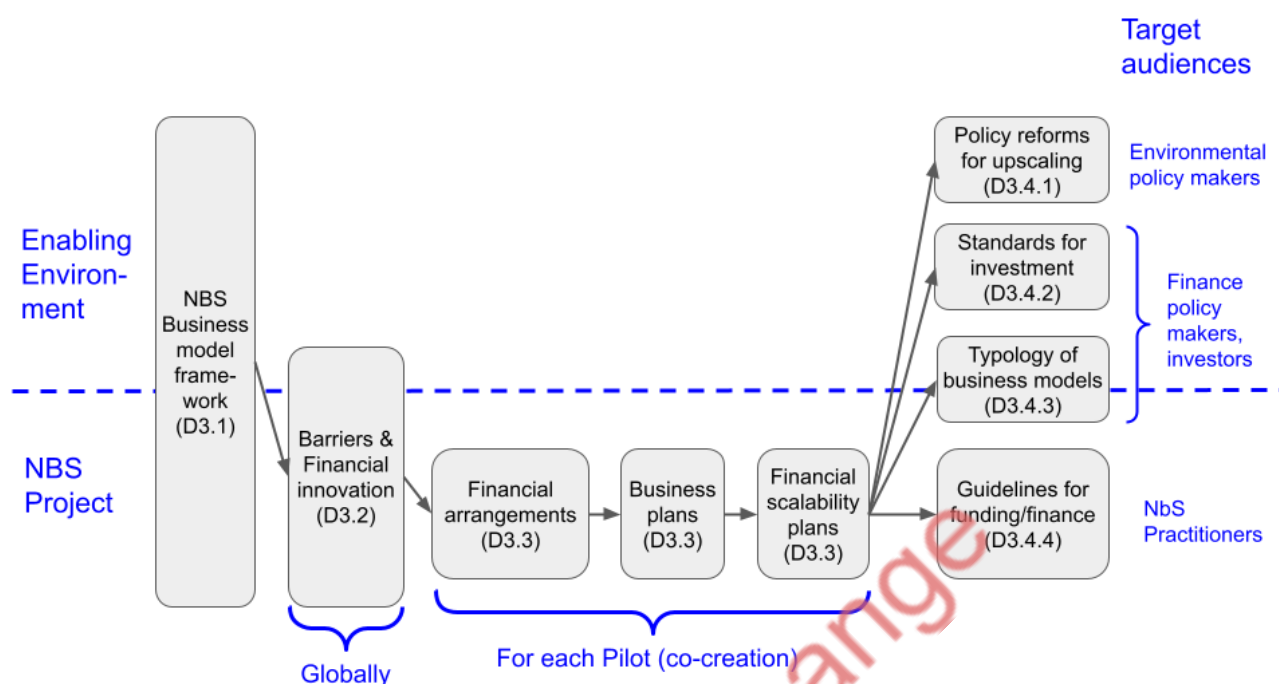 Target
audiences
Policy reforms
for upscaling
(D3.4.1)
Environmental
policy makers
Enabling
Environ-
ment
NBS
Business
model
frame-
work
(D3.1)
Standards for
investment
(D3.4.2)
Finance
policy
makers,
investors
Typology of
business models
(D3.4.3)
NBS
Project
Barriers &
Financial
innovation
(D3.2)
Financial
arrangements
(D3.3)
Business
plans
(D3.3)
Financial
scalability
plans
(D3.3)
Guidelines for
funding/finance
(D3.4.4)
NbS
Practitioners
Globally
For each Pilot (co-creation)
ange